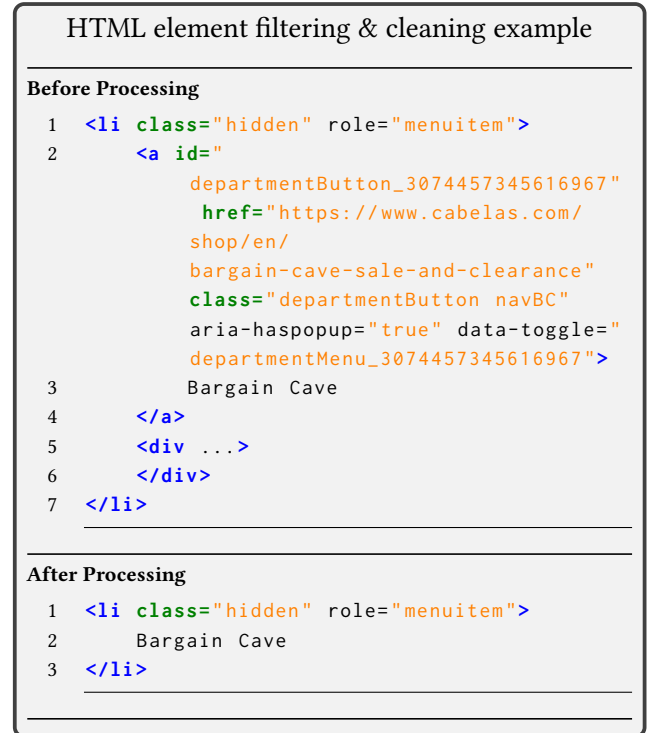 HTML element filtering & cleaning example
Before Processing
1 <li class="hidden" role="menuitem">
2 <a id="
departmentButton_3074457345616967"
href="https://www.cabelas.com/
shop/en/
bargain-cave-sale-and-clearance"
class="departmentButton navBC"
aria-haspopup="true" data-toggle="
departmentMenu_3074457345616967">
3 Bargain Cave
4 </a>
5 <div ...>
6 </div>
7 </li>
After Processing
1 <li class="hidden" role="menuitem">
2 Bargain Cave
3 </li>